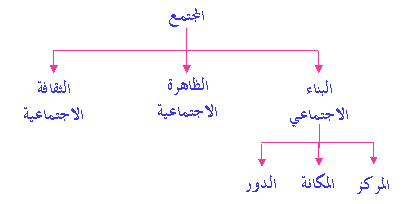 المجتمع
البناء
الاجتماعي
الظاهرة
الاجتماعية
الثقافة
الاجتماعية
المركز
المكانة
الدور